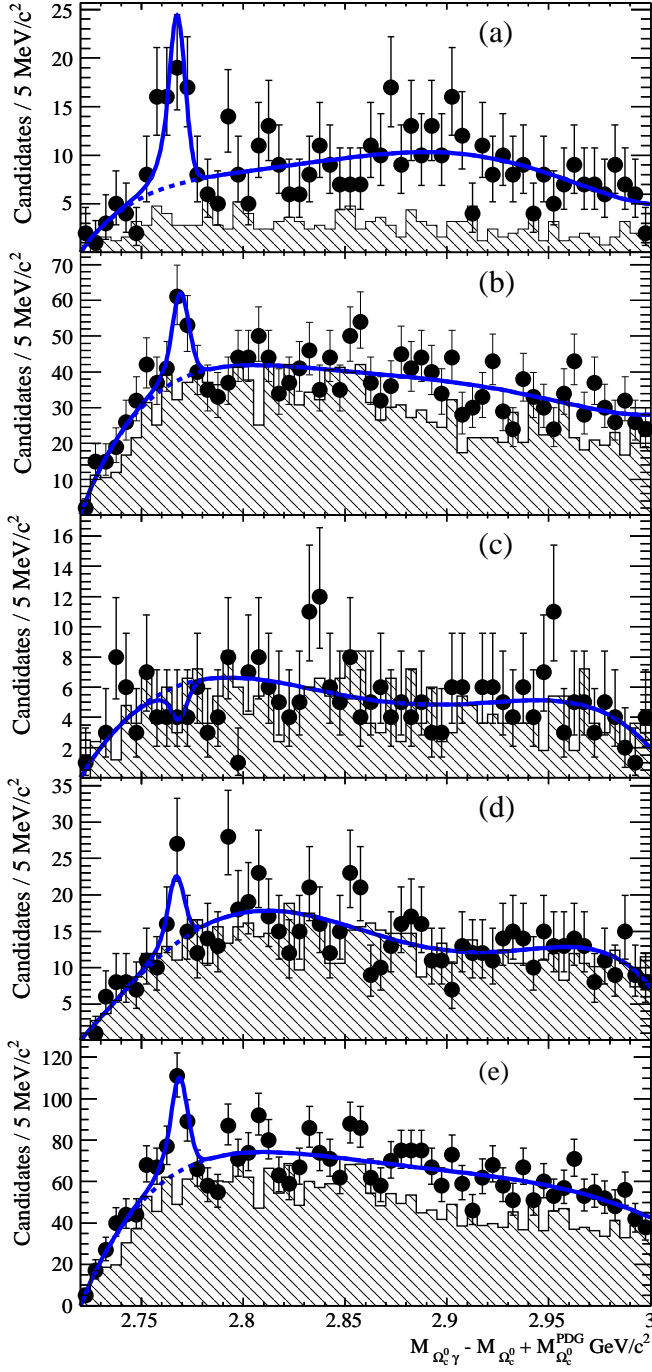 25
20
15
10
5
Candidates / 5 MeV/c²
(a)
70
60
50
40
30
20
10
Candidates / 5 MeV/c²
(b)
16
14
12
10
8
6
4
2
Candidates / 5 MeV/c²
(c)
35
30
25
20
15
10
5
Candidates / 5 MeV/c²
(d)
120
100
80
60
40
20
0
Candidates / 5 MeV/c²
(e)
2.75 2.8 2.85 2.9 2.95 3
M_{Ω_c^0 γ} - M_{Ω_c^0} + M_{Ω_c^0}^{PDG} GeV/c²